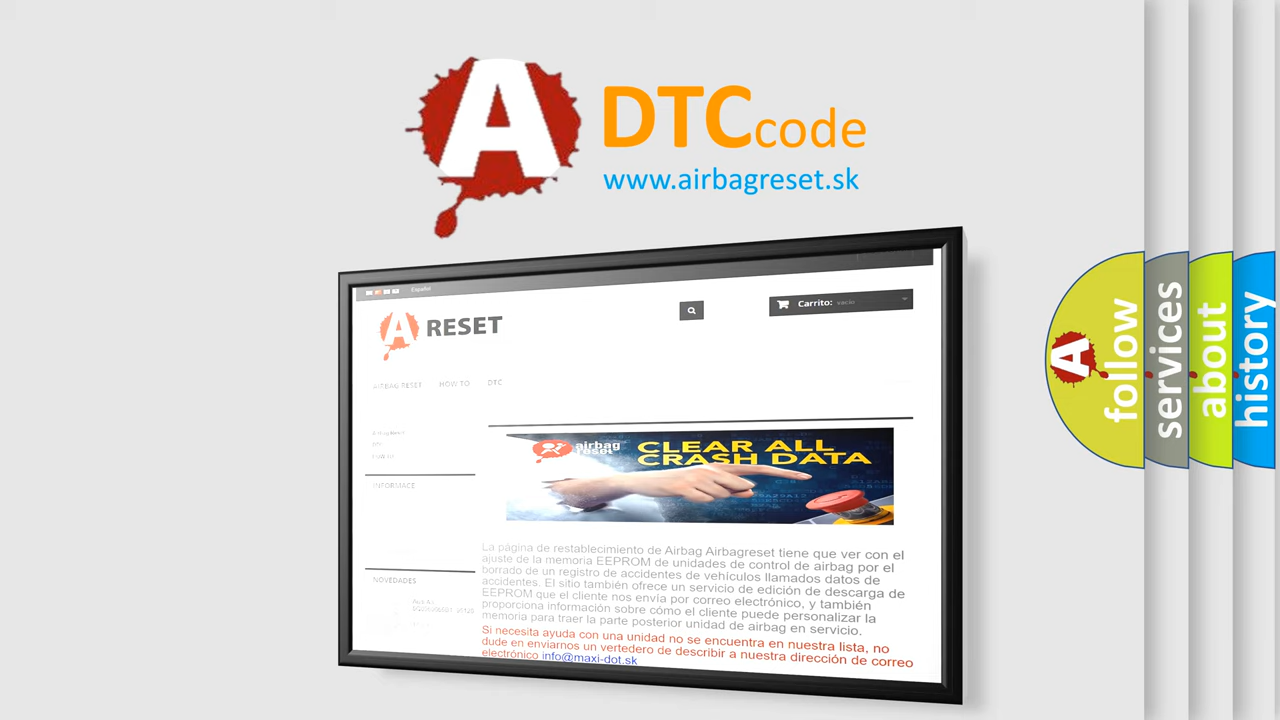 A DTCcode
www.airbagreset.sk
Español
A RESET
Carrito: vacío
AIRBAG RESET HOW TO DTC
INFORMACE
NOVEDADES
airbag
reset
CLEAR ALL
CRASH DATA
La página de restablecimiento de Airbag Airbagreset tiene que ver con el
ajuste de la memoria EEPROM de unidades de control de airbag por el
borrado de un registro de accidentes de vehículos llamados datos de
accidentes. El sitio también ofrece un servicio de edición de descarga de
EEPROM que el cliente nos envía por correo electrónico, y también
proporciona información sobre cómo el cliente puede personalizar la
memoria para traer la parte posterior unidad de airbag en servicio.
Si necesita ayuda con una unidad no se encuentra en nuestra lista, no
dude en enviarnos un vertedero de describir a nuestra dirección de correo
electrónico info@maxi-dot.sk
A follow
services
about
history